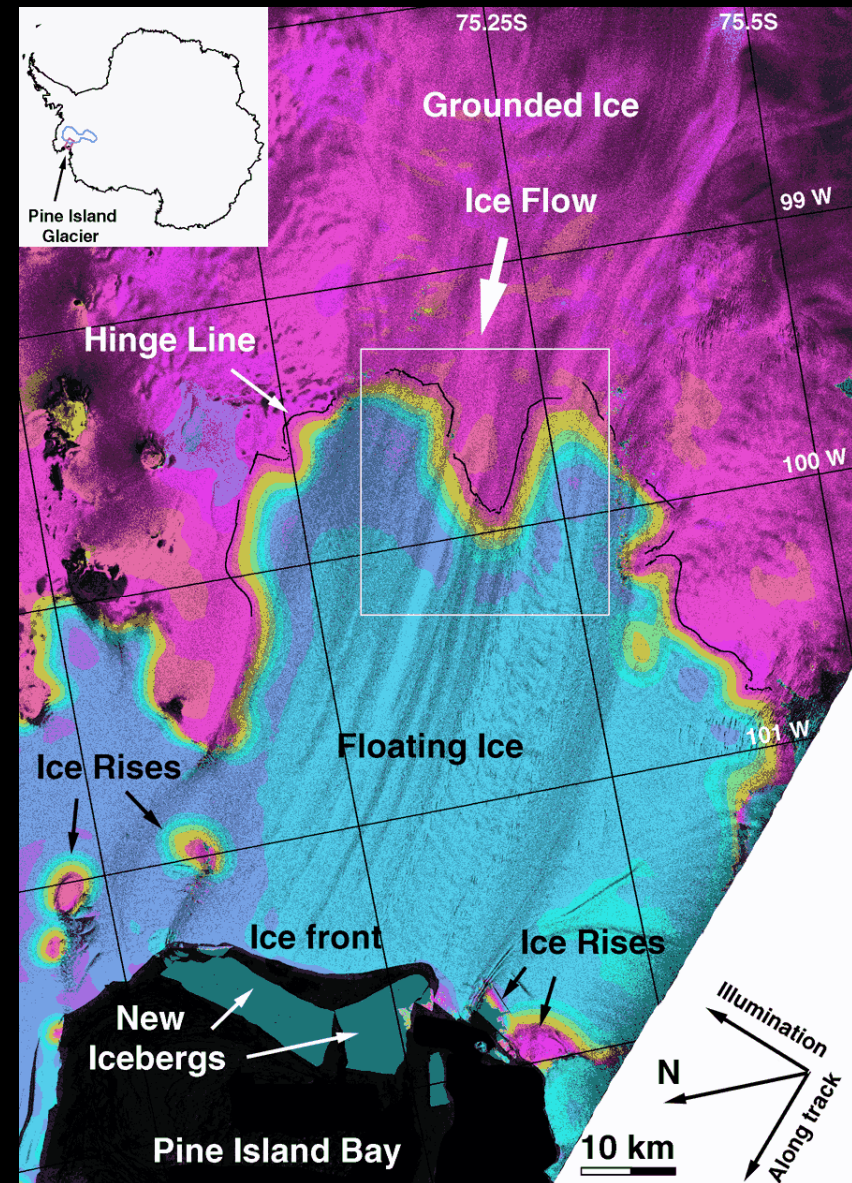 75.25S
75.5S
Grounded Ice
Ice Flow
99 W
Pine Island
Glacier
Hinge Line
100 W
101 W
Floating Ice
Ice Rises
Ice front
Ice Rises
New
Icebergs
Illumination
N
Along track
10 km
Pine Island Bay